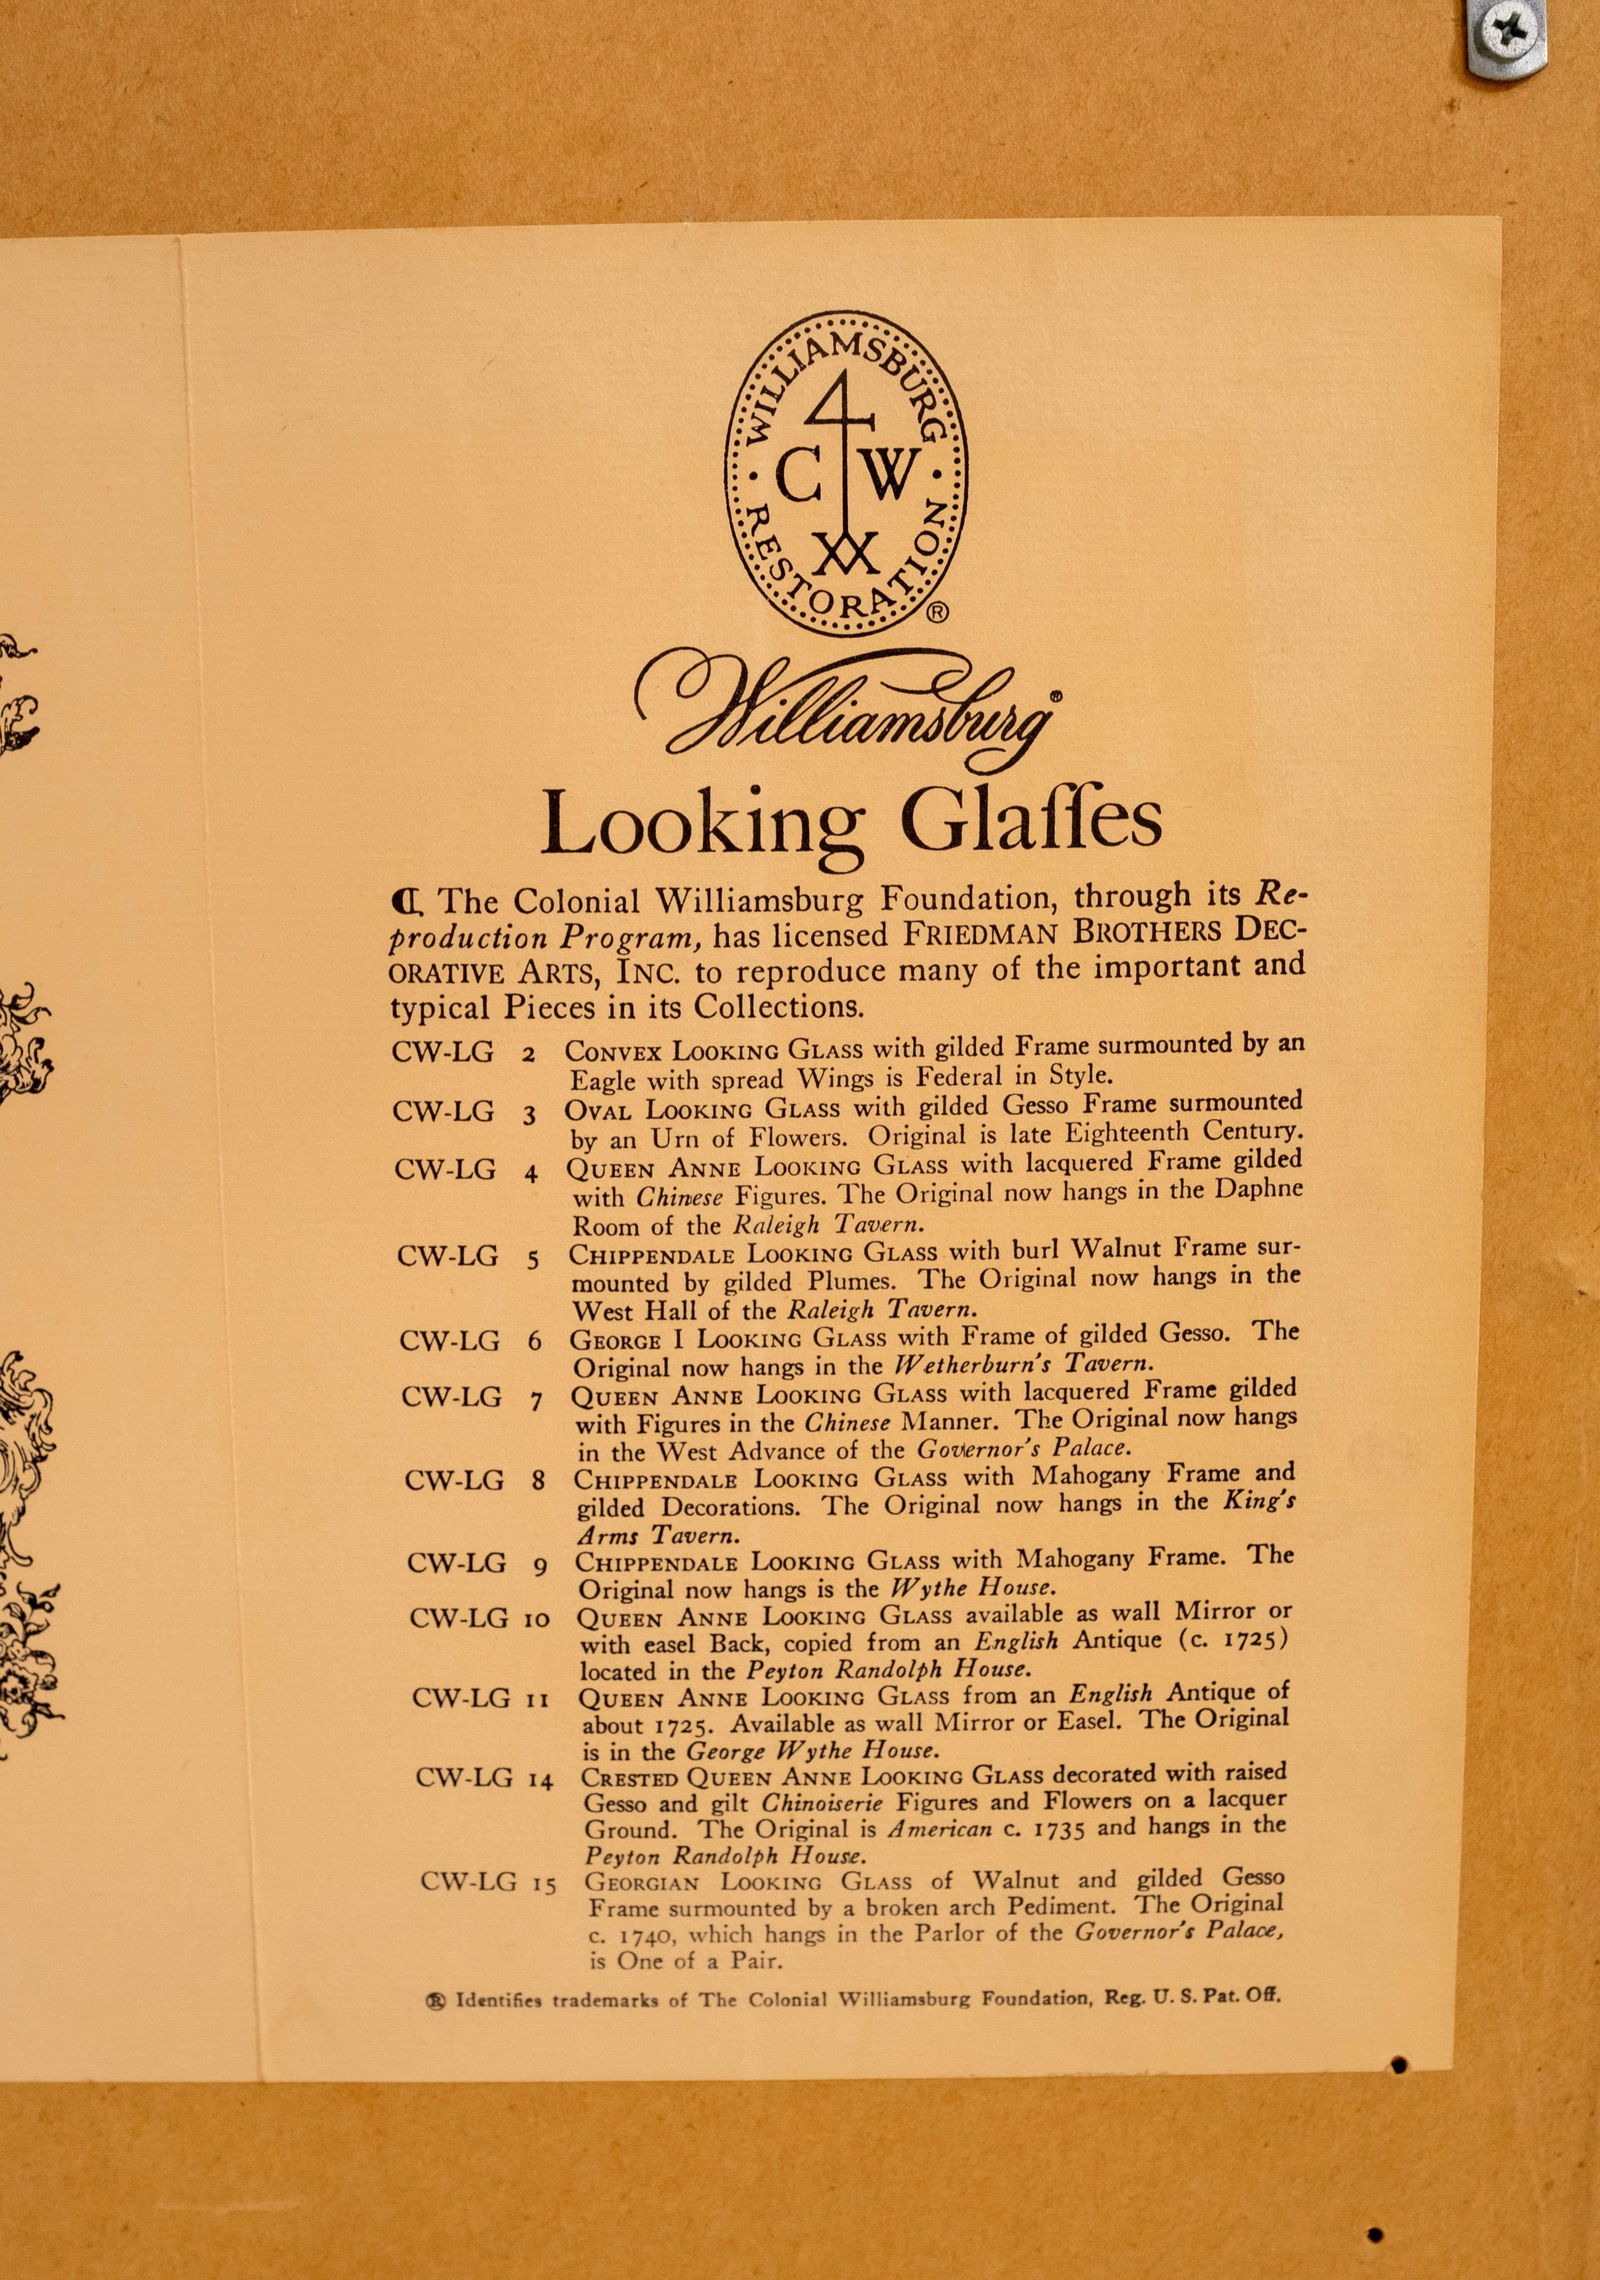 WILLIAMSBURG
C W
RESTORATION
®
Williamsburg®
Looking Glaſſes
The Colonial Williamsburg Foundation, through its Re-
production Program, has licensed FRIEDMAN BROTHERS DEC-
ORATIVE ARTS, INC. to reproduce many of the important and
typical Pieces in its Collections.
CW-LG 2 CONVEX LOOKING GLASS with gilded Frame surmounted by an
Eagle with spread Wings is Federal in Style.
CW-LG 3 OVAL LOOKING GLASS with gilded Gesso Frame surmounted
by an Urn of Flowers. Original is late Eighteenth Century.
CW-LG 4 QUEEN ANNE LOOKING GLASS with lacquered Frame gilded
with Chinese Figures. The Original now hangs in the Daphne
Room of the Raleigh Tavern.
CW-LG 5 CHIPPENDALE LOOKING GLASS with burl Walnut Frame sur-
mounted by gilded Plumes. The Original now hangs in the
West Hall of the Raleigh Tavern.
CW-LG 6 GEORGE I LOOKING GLASS with Frame of gilded Gesso. The
Original now hangs in the Wetherburn's Tavern.
CW-LG 7 QUEEN ANNE LOOKING GLASS with lacquered Frame gilded
with Figures in the Chinese Manner. The Original now hangs
in the West Advance of the Governor's Palace.
CW-LG 8 CHIPPENDALE LOOKING GLASS with Mahogany Frame and
gilded Decorations. The Original now hangs in the King's
Arms Tavern.
CW-LG 9 CHIPPENDALE LOOKING GLASS with Mahogany Frame. The
Original now hangs is the Wythe House.
CW-LG 10 QUEEN ANNE LOOKING GLASS available as wall Mirror or
with easel Back, copied from an English Antique (c. 1725)
located in the Peyton Randolph House.
CW-LG 11 QUEEN ANNE LOOKING GLASS from an English Antique of
about 1725. Available as wall Mirror or Easel. The Original
is in the George Wythe House.
CW-LG 14 CRESTED QUEEN ANNE LOOKING GLASS decorated with raised
Gesso and gilt Chinoiserie Figures and Flowers on a lacquer
Ground. The Original is American c. 1735 and hangs in the
Peyton Randolph House.
CW-LG 15 GEORGIAN LOOKING GLASS of Walnut and gilded Gesso
Frame surmounted by a broken arch Pediment. The Original
c. 1740, which hangs in the Parlor of the Governor's Palace,
is One of a Pair.
® Identifies trademarks of The Colonial Williamsburg Foundation, Reg. U. S. Pat. Off.